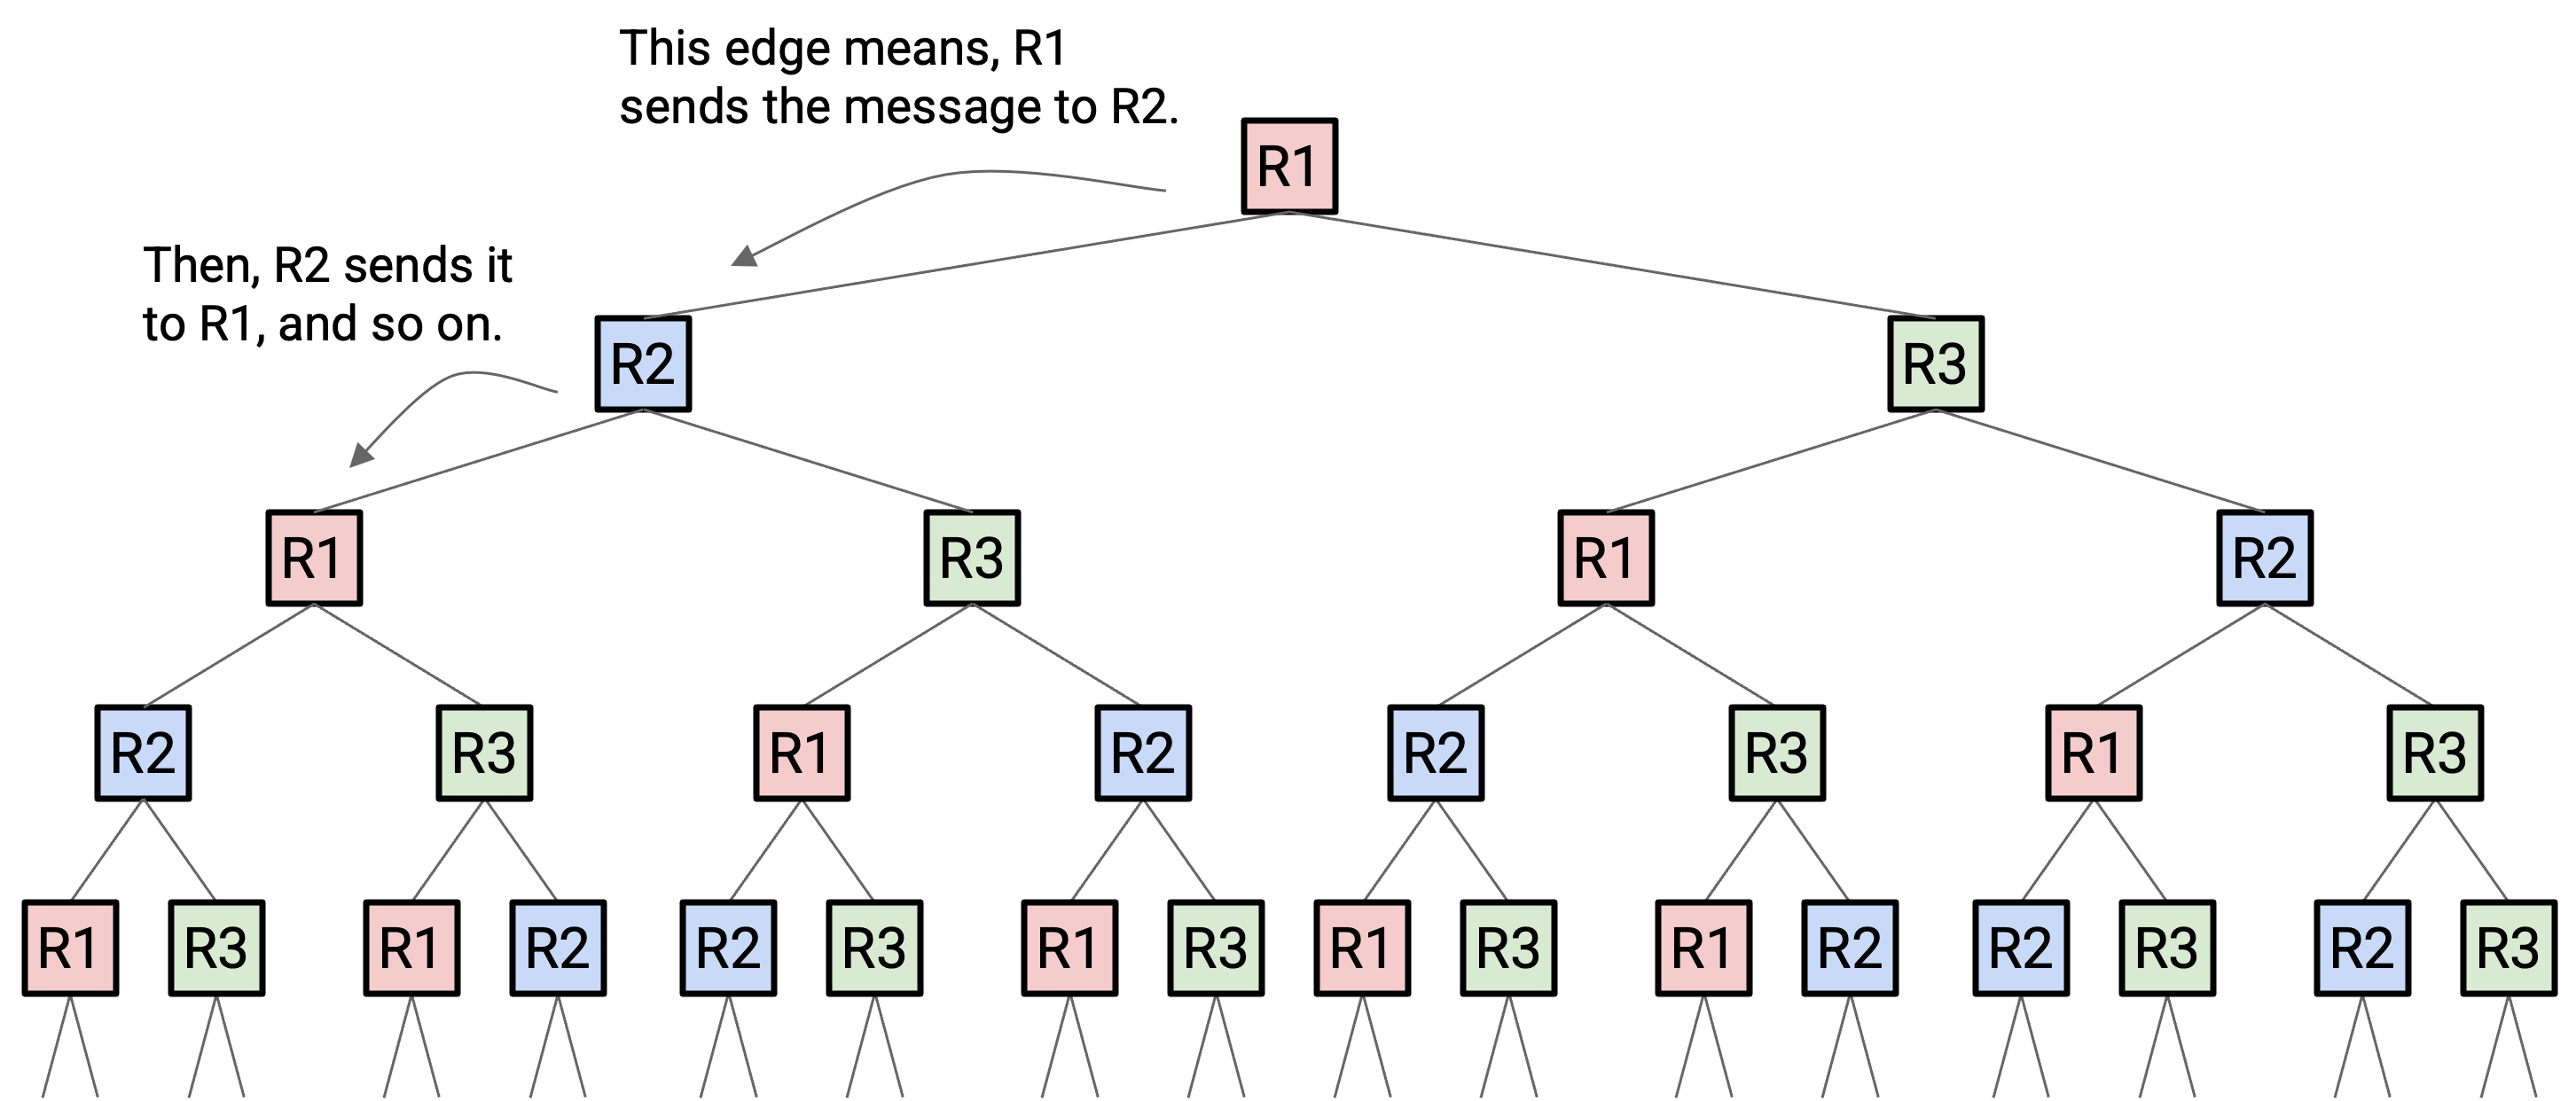 This edge means, R1
sends the message to R2.
R1
Then, R2 sends it
to R1, and so on.
R2 R3
R1 R3 R1 R2
R2 R3 R1 R2 R2 R3 R1 R3
R1 R3 R1 R2 R2 R3 R1 R3 R1 R3 R1 R2 R2 R3 R2 R3